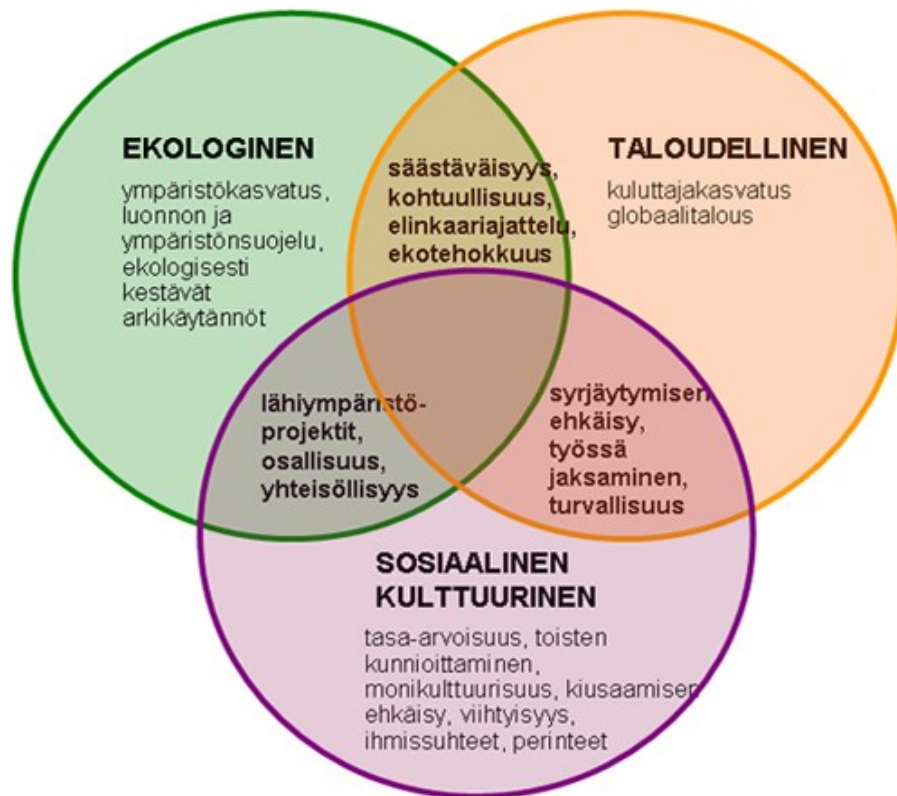 EKOLOGINEN
ympäristökasvatus,
luonnon ja
ympäristönsuojelu,
ekologisesti
kestävät
arkikäytännöt
säästäväisyys,
kohtuullisuus,
elinkaariajattelu,
ekotehokkuus
TALOUDELLINEN
kuluttajakasvatus
globaalitalous
lähiympäristö-
projektit,
osallisuus,
yhteisöllisyys
syrjäytymisen
ehkäisy,
työssä
jaksaminen,
turvallisuus
SOSIAALINEN
KULTTUURINEN
tasa-arvoisuus, toisten
kunnioittaminen,
monikulttuurisuus, kiusaamisen
ehkäisy, viihtyisyys,
ihmissuhteet, perinteet